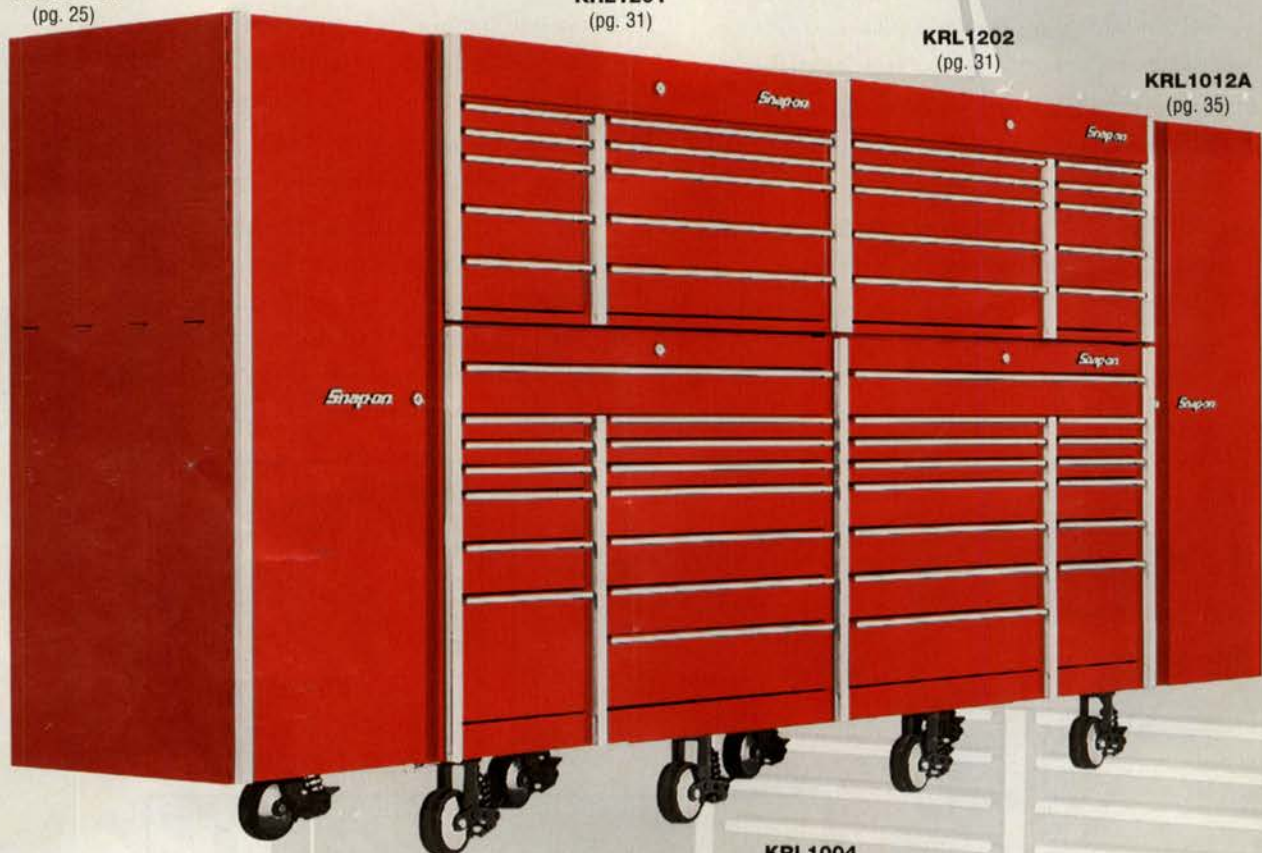 (pg. 25)
(pg. 31)
KRL1202
(pg. 31)
KRL1012A
(pg. 35)
Snap-on
Snap-on
Snap-on
Snap-on
Snap-on